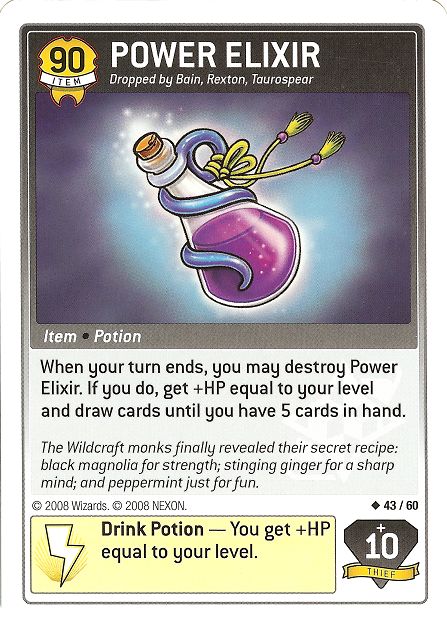 90
ITEM
POWER ELIXIR
Dropped by Bain, Rexton, Taurospear
Item • Potion
When your turn ends, you may destroy Power
Elixir. If you do, get +HP equal to your level
and draw cards until you have 5 cards in hand.
The Wildcraft monks finally revealed their secret recipe:
black magnolia for strength; stinging ginger for a sharp
mind; and peppermint just for fun.
© 2008 Wizards. © 2008 NEXON.
◆ 43 / 60
Drink Potion — You get +HP
equal to your level.
+
10
THIEF